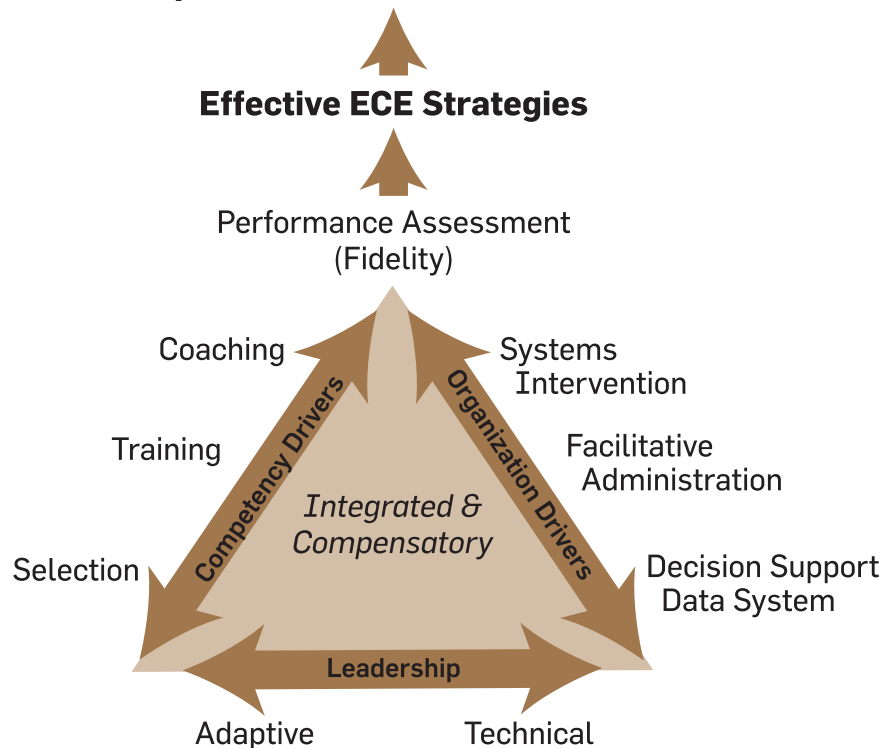 Effective ECE Strategies
Performance Assessment
(Fidelity)
Coaching
Systems
Intervention
Competency Drivers
Organization Drivers
Training
Facilitative
Administration
Integrated &
Compensatory
Selection
Decision Support
Data System
Leadership
Adaptive
Technical